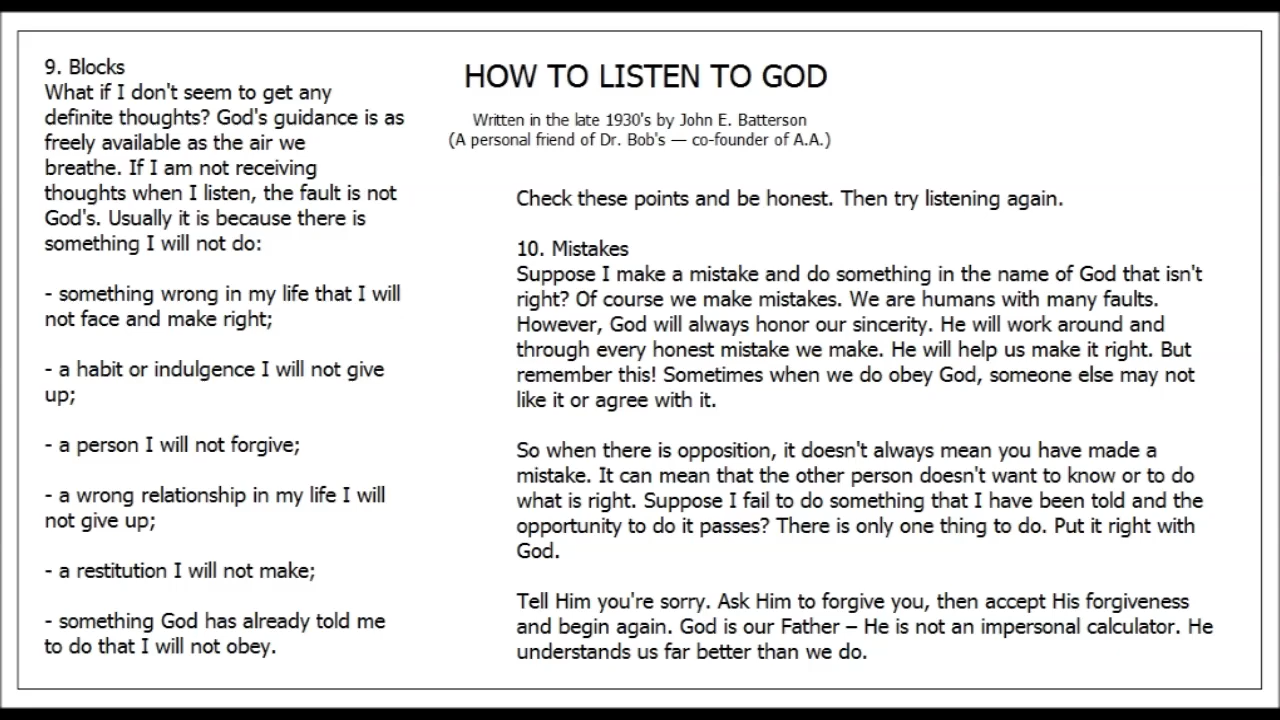 HOW TO LISTEN TO GOD
Written in the late 1930's by John E. Batterson
(A personal friend of Dr. Bob's — co-founder of A.A.)
9. Blocks
What if I don't seem to get any
definite thoughts? God's guidance is as
freely available as the air we
breathe. If I am not receiving
thoughts when I listen, the fault is not
God's. Usually it is because there is
something I will not do:
- something wrong in my life that I will
not face and make right;
- a habit or indulgence I will not give
up;
- a person I will not forgive;
- a wrong relationship in my life I will
not give up;
- a restitution I will not make;
- something God has already told me
to do that I will not obey.
Check these points and be honest. Then try listening again.
10. Mistakes
Suppose I make a mistake and do something in the name of God that isn't
right? Of course we make mistakes. We are humans with many faults.
However, God will always honor our sincerity. He will work around and
through every honest mistake we make. He will help us make it right. But
remember this! Sometimes when we do obey God, someone else may not
like it or agree with it.
So when there is opposition, it doesn't always mean you have made a
mistake. It can mean that the other person doesn't want to know or to do
what is right. Suppose I fail to do something that I have been told and the
opportunity to do it passes? There is only one thing to do. Put it right with
God.
Tell Him you're sorry. Ask Him to forgive you, then accept His forgiveness
and begin again. God is our Father – He is not an impersonal calculator. He
understands us far better than we do.